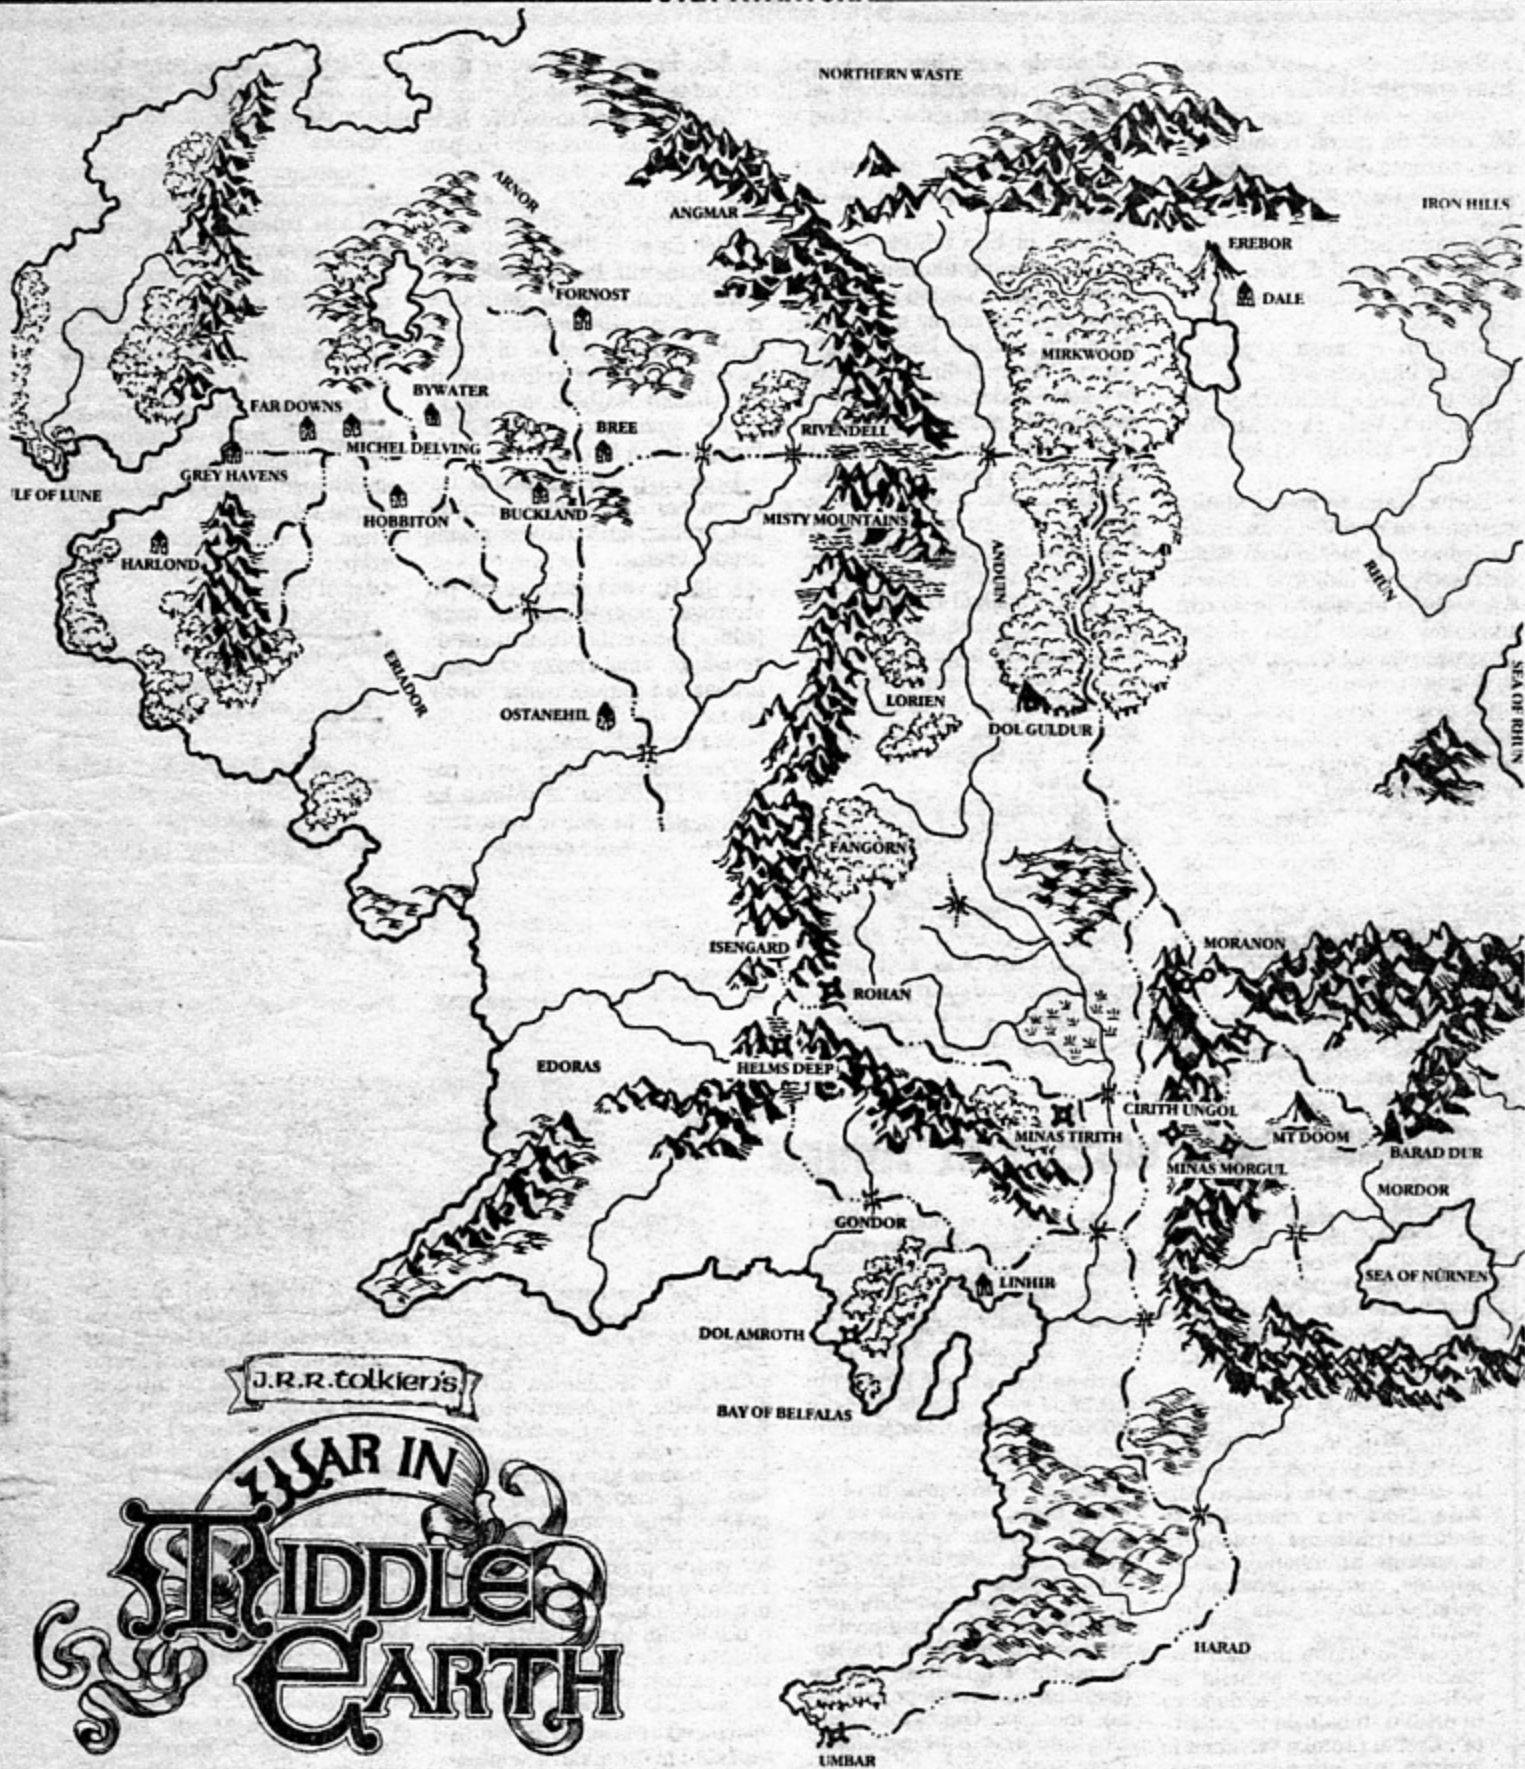 NORTHERN WASTE
ARNOR
ANGMAR
IRON HILLS
EREBOR
DALE
FORNOST
MIRKWOOD
BYWATER
FAR DOWNS
BREE
RIVENDELL
MICHEL DELVING
GREY HAVENS
LF OF LUNE
HOBBITON
BUCKLAND
MISTY MOUNTAINS
HARLOND
ANDUIN
RHÛN
ERIADOR
LORIEN
SEA OF RHUN
OSTANEHIL
DOL GULDUR
FANGORN
ISENGARD
MORANON
ROHAN
EDORAS
HELMS DEEP
CIRITH UNGOL
MINAS TIRITH
MT DOOM
BARAD DUR
MINAS MORGUL
MORDOR
GONDOR
SEA OF NÛRNEN
LINHIR
DOL AMROTH
BAY OF BELFALAS
J.R.R. tolkien's
WAR IN
MIDDLE
EARTH
HARAD
UMBAR